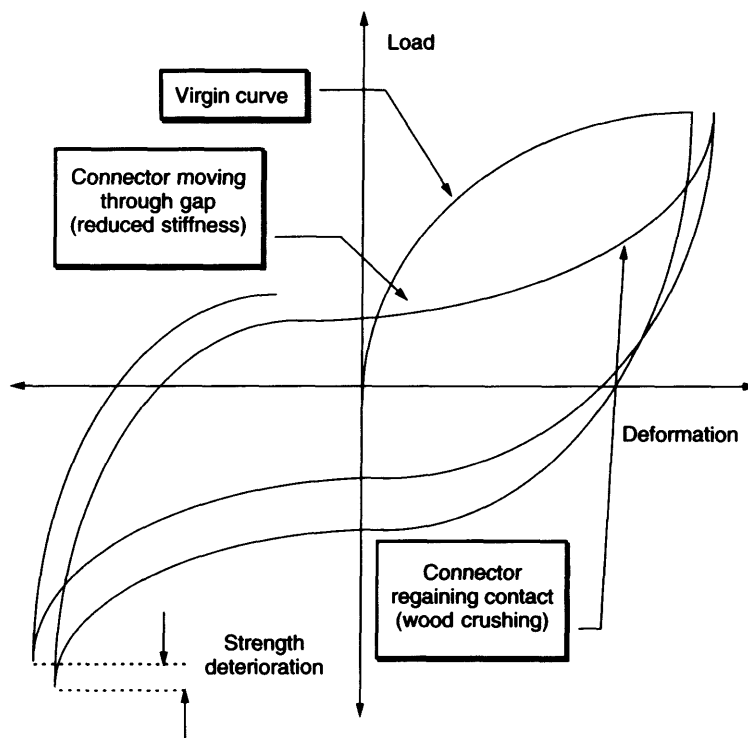 Load
Virgin curve
Connector moving
through gap
(reduced stiffness)
Deformation
Connector
regaining contact
(wood crushing)
Strength
deterioration